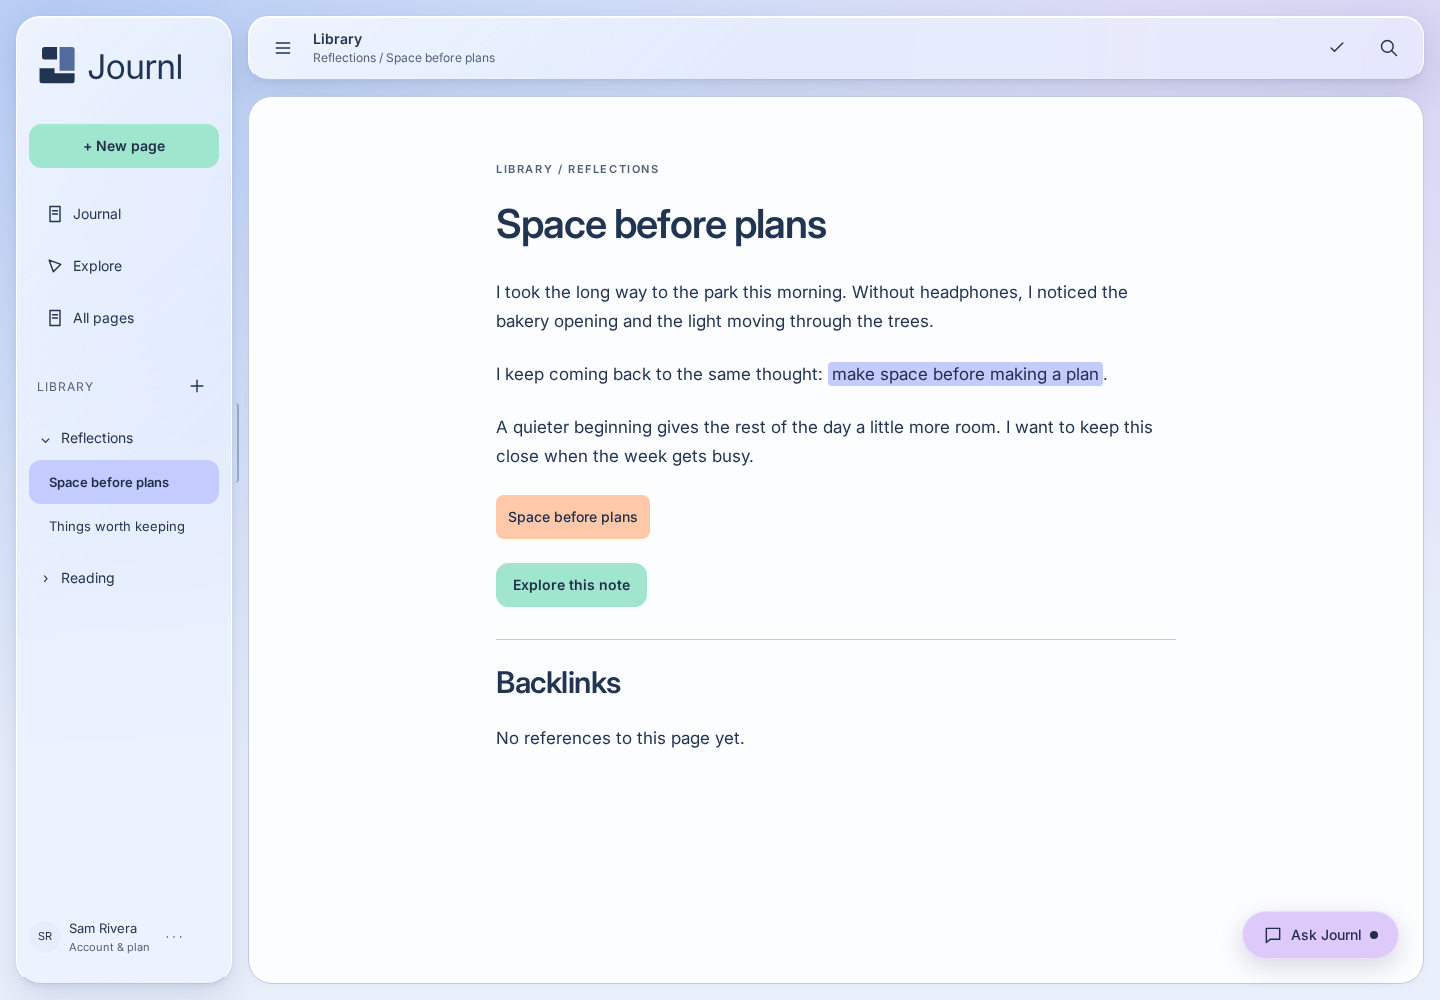 Journl
+ New page
Journal
Explore
All pages
LIBRARY
Reflections
Space before plans
Things worth keeping
Reading
SR
Sam Rivera
Account & plan
Library
Reflections / Space before plans
LIBRARY / REFLECTIONS
Space before plans
I took the long way to the park this morning. Without headphones, I noticed the
bakery opening and the light moving through the trees.
I keep coming back to the same thought: make space before making a plan.
A quieter beginning gives the rest of the day a little more room. I want to keep this
close when the week gets busy.
Space before plans
Explore this note
Backlinks
No references to this page yet.
Ask Journl